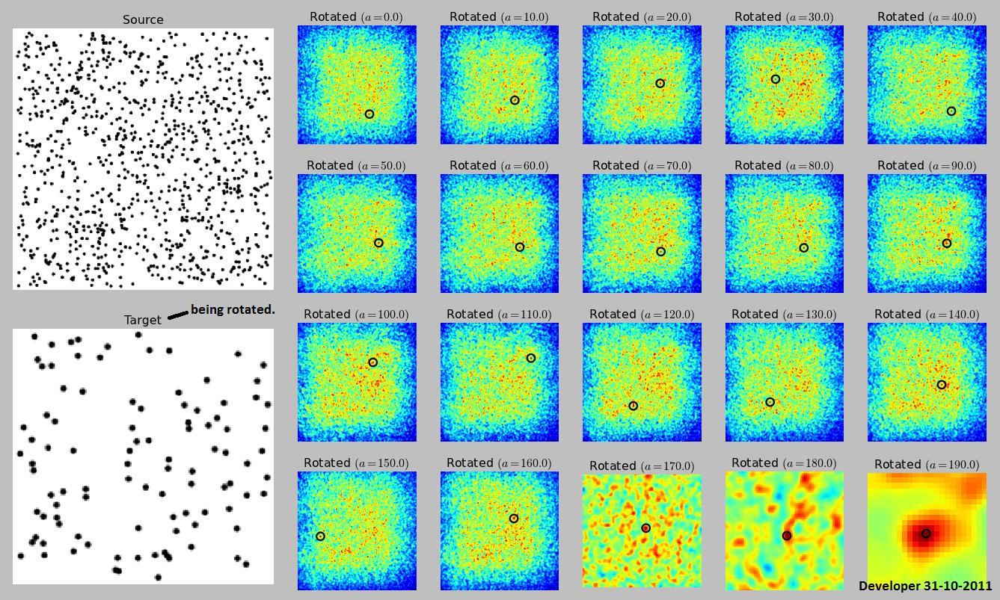 Source
Rotated (a=0.0)
Rotated (a=10.0)
Rotated (a=20.0)
Rotated (a=30.0)
Rotated (a=40.0)
Rotated (a=50.0)
Rotated (a=60.0)
Rotated (a=70.0)
Rotated (a=80.0)
Rotated (a=90.0)
Target
being rotated.
Rotated (a=100.0)
Rotated (a=110.0)
Rotated (a=120.0)
Rotated (a=130.0)
Rotated (a=140.0)
Rotated (a=150.0)
Rotated (a=160.0)
Rotated (a=170.0)
Rotated (a=180.0)
Rotated (a=190.0)
Developer 31-10-2011